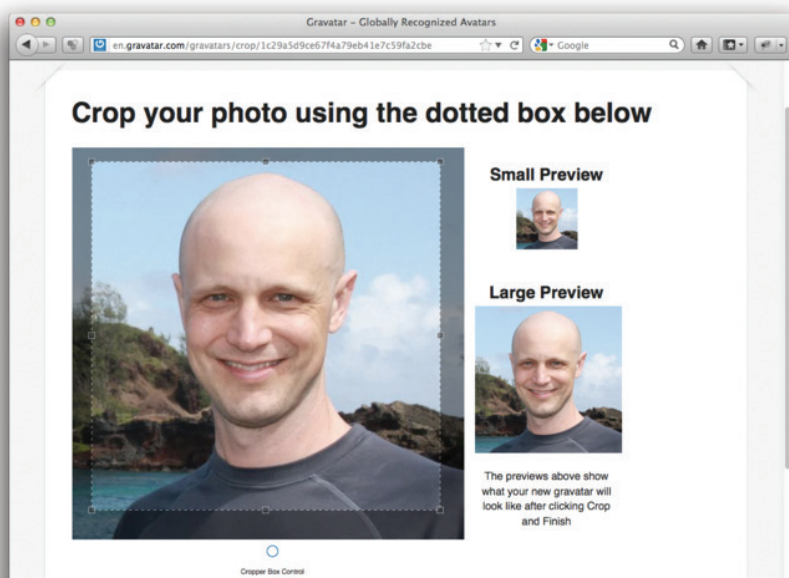 Gravatar – Globally Recognized Avatars
en.gravatar.com/gravatars/crop/1c29a5d9ce67f4a79eb41e7c59fa2cbe
Google
Crop your photo using the dotted box below
Small Preview
Large Preview
The previews above show
what your new gravatar will
look like after clicking Crop
and Finish
Cropper Box Control